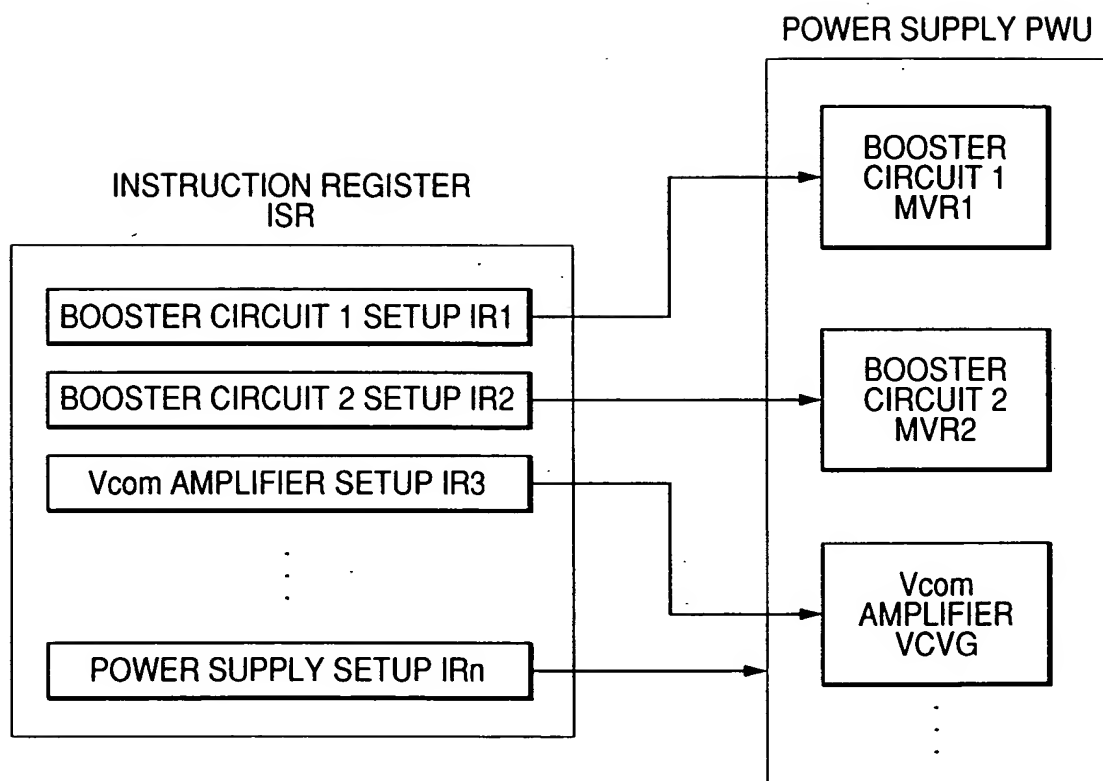 POWER SUPPLY PWU
INSTRUCTION REGISTER
ISR
BOOSTER CIRCUIT 1 SETUP IR1
BOOSTER CIRCUIT 2 SETUP IR2
Vcom AMPLIFIER SETUP IR3
POWER SUPPLY SETUP IRn
BOOSTER
CIRCUIT 1
MVR1
BOOSTER
CIRCUIT 2
MVR2
Vcom
AMPLIFIER
VCVG